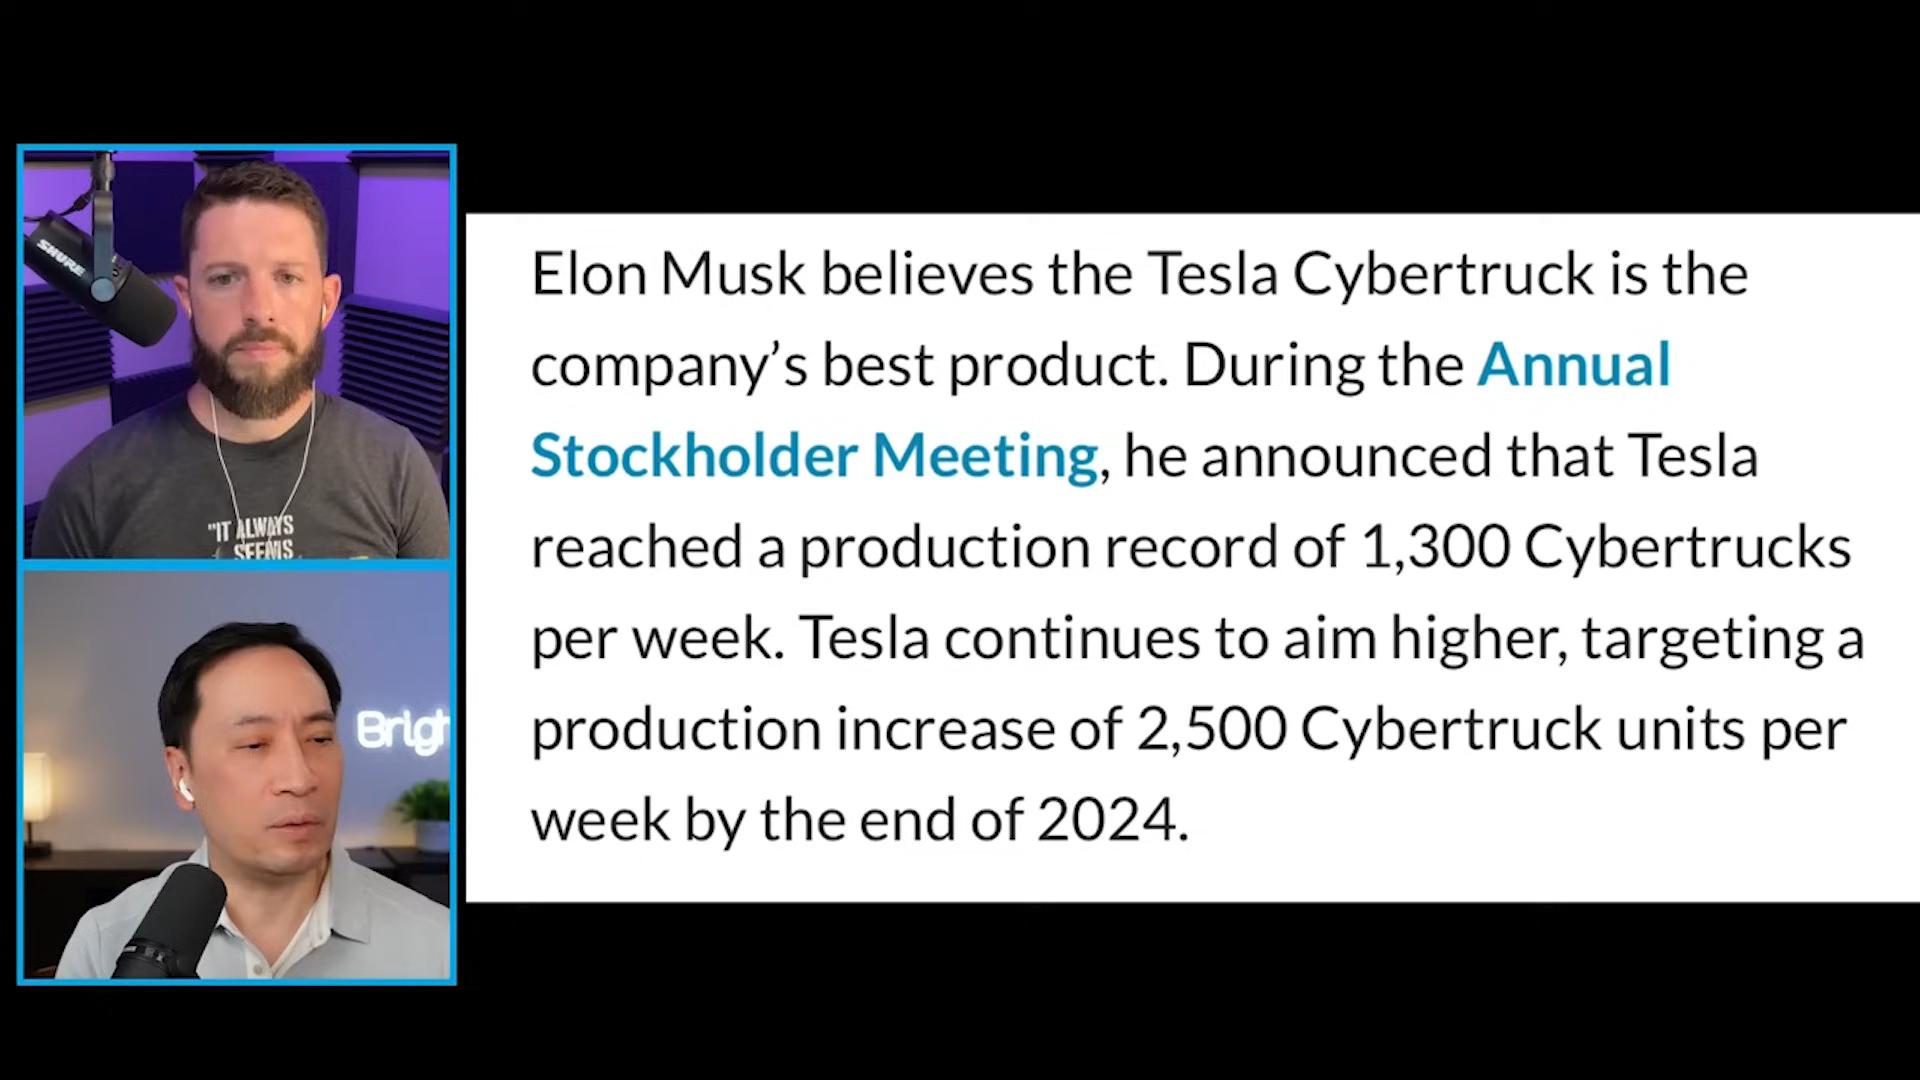 SHURE
"IT ALWAYS
SEEMS
Brigh
Elon Musk believes the Tesla Cybertruck is the
company's best product. During the Annual
Stockholder Meeting, he announced that Tesla
reached a production record of 1,300 Cybertrucks
per week. Tesla continues to aim higher, targeting a
production increase of 2,500 Cybertruck units per
week by the end of 2024.